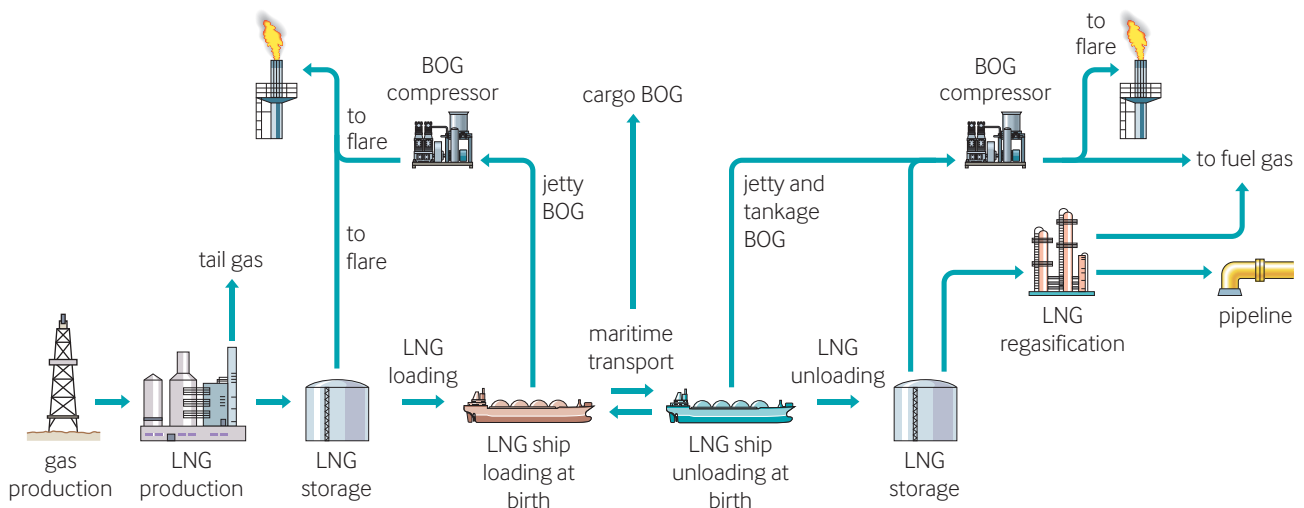 to
flare
BOG
compressor
to
flare
jetty
BOG
to
flare
tail gas
gas
production
LNG
production
LNG
storage
LNG
loading
LNG ship
loading at
birth
cargo BOG
maritime
transport
LNG ship
unloading at
birth
jetty and
tankage
BOG
LNG
unloading
LNG
storage
BOG
compressor
to fuel gas
LNG
regasification
pipeline